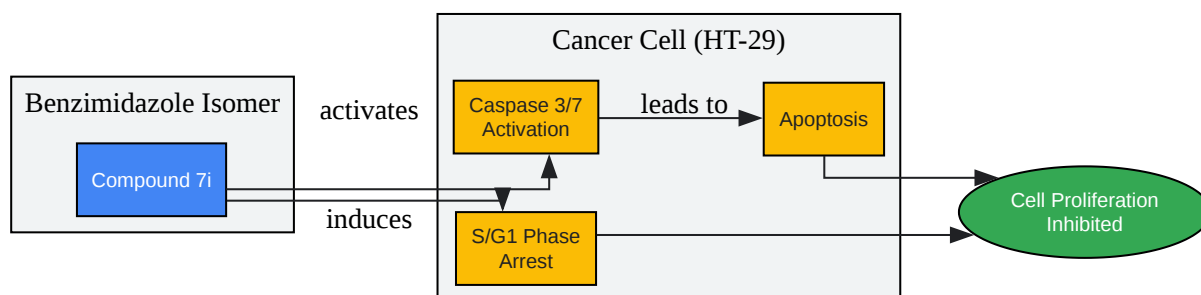 Cancer Cell (HT-29)
Benzimidazole Isomer
activates
Caspase 3/7
Activation
leads to
Apoptosis
Compound 7i
induces
S/G1 Phase
Arrest
Cell Proliferation
Inhibited